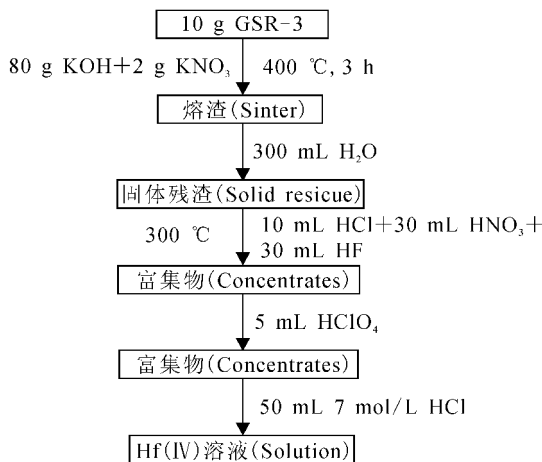 10 g GSR-3
80 g KOH+2 g KNO₃
400 ℃, 3 h
熔渣(Sinter)
300 mL H₂O
固体残渣(Solid resicue)
300 ℃
10 mL HCl+30 mL HNO₃+
30 mL HF
富集物(Concentrates)
5 mL HClO₄
富集物(Concentrates)
50 mL 7 mol/L HCl
Hf(Ⅳ)溶液(Solution)